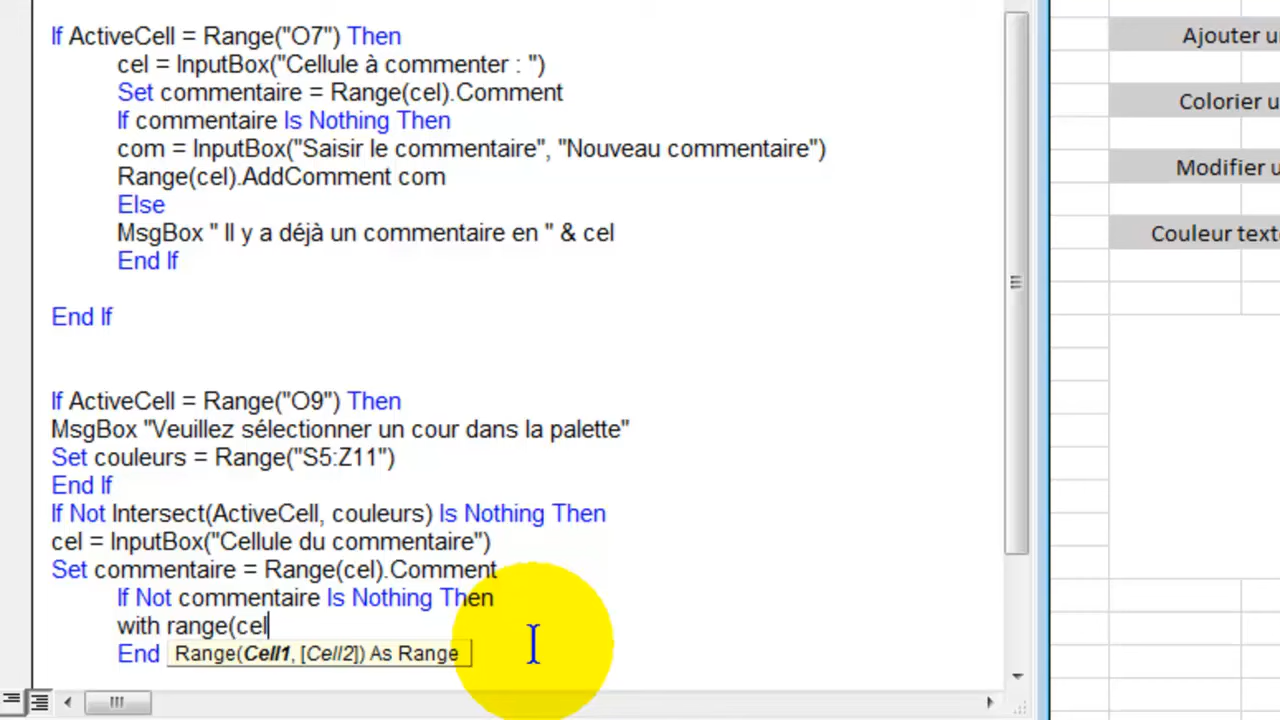 If ActiveCell = Range("O7") Then
cel = InputBox("Cellule à commenter : ")
Set commentaire = Range(cel).Comment
If commentaire Is Nothing Then
com = InputBox("Saisir le commentaire", "Nouveau commentaire")
Range(cel).AddComment com
Else
MsgBox " Il y a déjà un commentaire en " & cel
End If
End If
If ActiveCell = Range("O9") Then
MsgBox "Veuillez sélectionner un cour dans la palette"
Set couleurs = Range("S5:Z11")
End If
If Not Intersect(ActiveCell, couleurs) Is Nothing Then
cel = InputBox("Cellule du commentaire")
Set commentaire = Range(cel).Comment
If Not commentaire Is Nothing Then
with range(cel
End
Range(Cell1, [Cell2]) As Range
Ajouter u
Colorier u
Modifier u
Couleur text